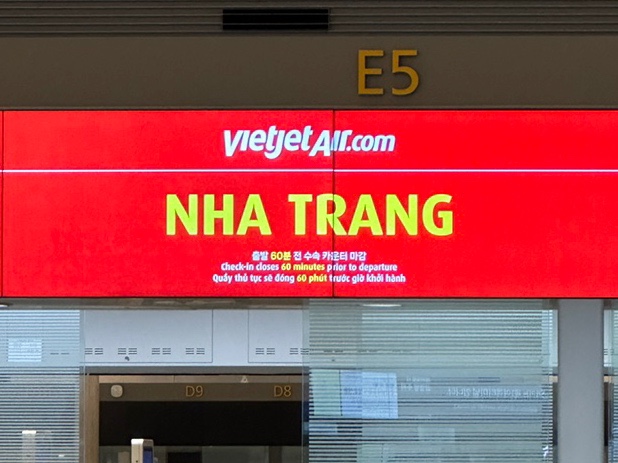 E5
vietjetAir.com
NHA TRANG
출발 60분 전 수속 카운터 마감
Check-in closes 60 minutes prior to departure
Quầy thủ tục sẽ đóng 60 phút trước giờ khởi hành
D9 D8